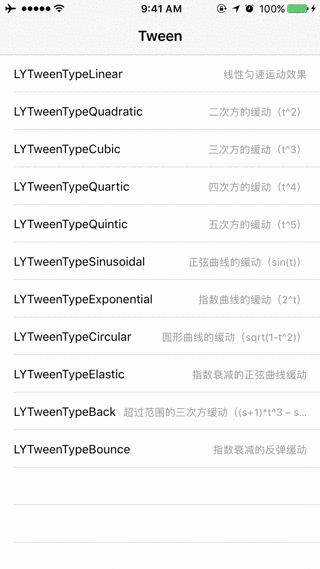 9:41 AM 100%
Tween
LYTweenTypeLinear 线性匀速运动效果
LYTweenTypeQuadratic 二次方的缓动（t^2）
LYTweenTypeCubic 三次方的缓动（t^3）
LYTweenTypeQuartic 四次方的缓动（t^4）
LYTweenTypeQuintic 五次方的缓动（t^5）
LYTweenTypeSinusoidal 正弦曲线的缓动（sin(t)）
LYTweenTypeExponential 指数曲线的缓动（2^t）
LYTweenTypeCircular 圆形曲线的缓动（sqrt(1-t^2)）
LYTweenTypeElastic 指数衰减的正弦曲线缓动
LYTweenTypeBack 超过范围的三次方缓动（(s+1)*t^3 – s...
LYTweenTypeBounce 指数衰减的反弹缓动